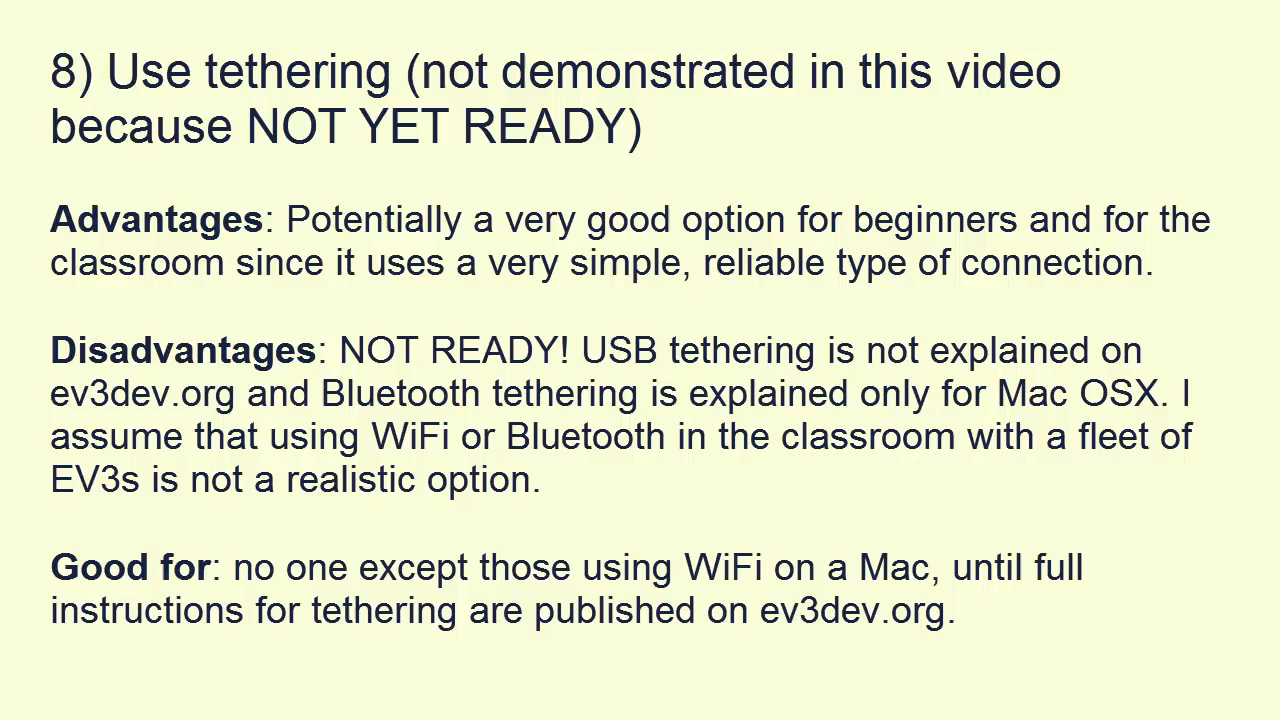 8) Use tethering (not demonstrated in this video
because NOT YET READY)
Advantages: Potentially a very good option for beginners and for the
classroom since it uses a very simple, reliable type of connection.
Disadvantages: NOT READY! USB tethering is not explained on
ev3dev.org and Bluetooth tethering is explained only for Mac OSX. I
assume that using WiFi or Bluetooth in the classroom with a fleet of
EV3s is not a realistic option.
Good for: no one except those using WiFi on a Mac, until full
instructions for tethering are published on ev3dev.org.